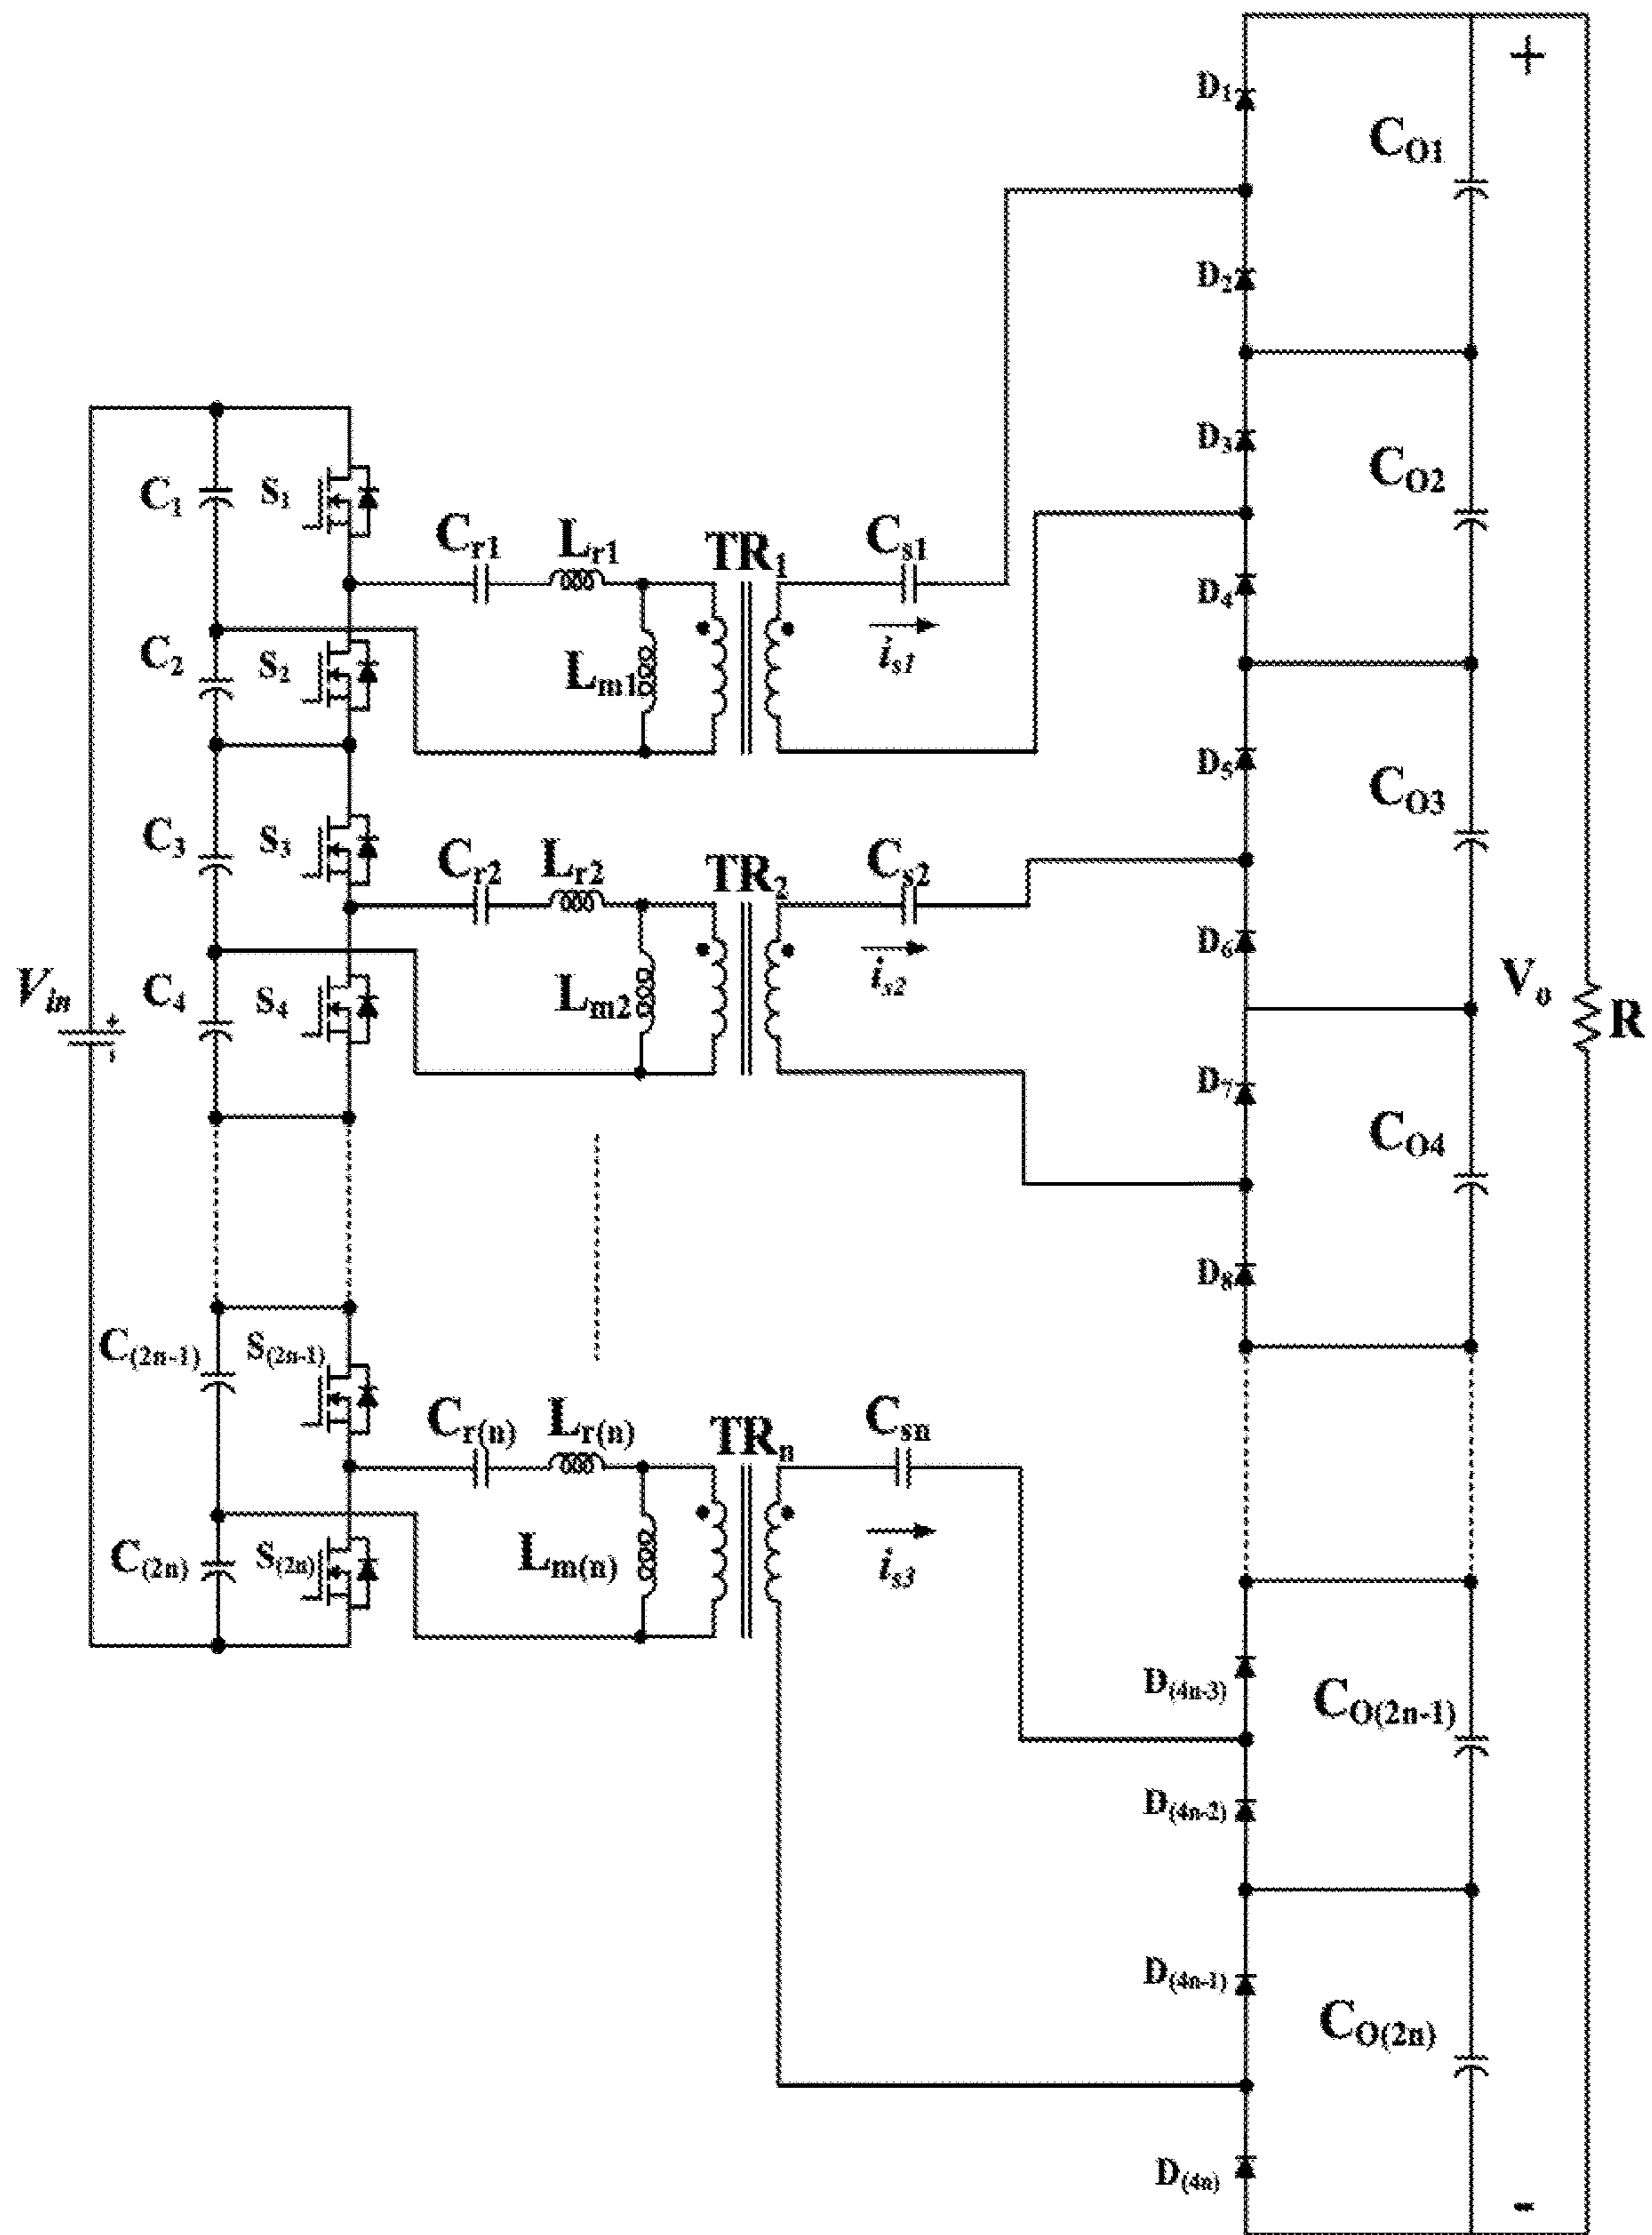 +
D1
CO1
D2
D3
CO2
C1
S1
Cr1
Lr1
TR1
Cs1
D4
C2
S2
Lm1
is1
D5
CO3
C3
S3
Cr2
Lr2
TR2
Cs2
D6
Vin
+
-
C4
S4
Lm2
is2
Vo
R
D7
CO4
D8
C(2n-1)
S(2n-1)
Cr(n)
Lr(n)
TRn
Csn
C(2n)
S(2n)
Lm(n)
is3
D(4n-3)
CO(2n-1)
D(4n-2)
D(4n-1)
CO(2n)
D(4n)
-